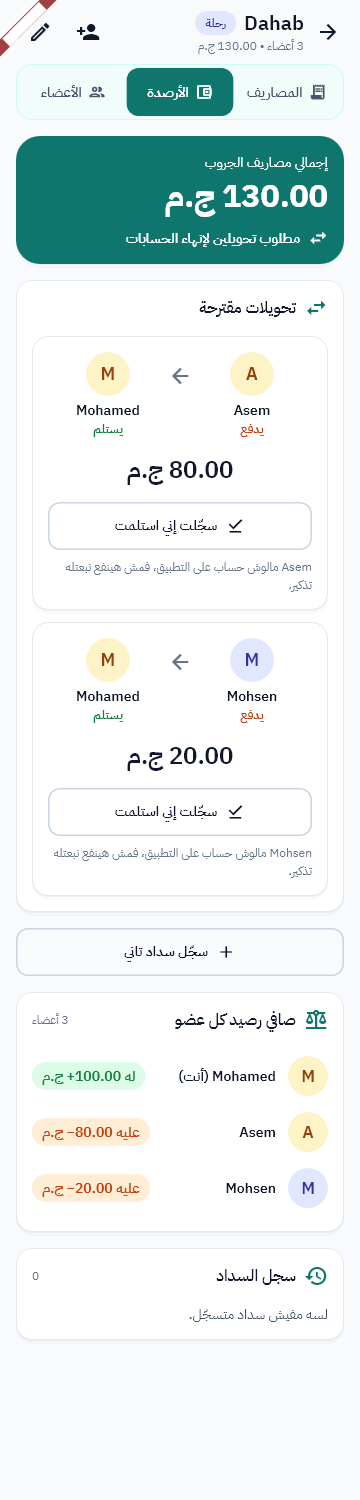 Dahab رحلة
3 أعضاء • 130.00 ج.م
المصاريف
الأرصدة
الأعضاء
إجمالي مصاريف الجروب
130.00 ج.م
مطلوب تحويلين لإنهاء الحسابات
تحويلات مقترحة
A
M
Asem
Mohamed
يدفع
يستلم
80.00 ج.م
سجّلت إني استلمت
Asem مالوش حساب على التطبيق، فمش هينفع نبعتله
تذكير.
M
M
Mohsen
Mohamed
يدفع
يستلم
20.00 ج.م
سجّلت إني استلمت
Mohsen مالوش حساب على التطبيق، فمش هينفع نبعتله
تذكير.
سجّل سداد تاني
صافي رصيد كل عضو
3 أعضاء
M
Mohamed (أنت)
له 100.00+ ج.م
A
Asem
عليه 80.00− ج.م
M
Mohsen
عليه 20.00− ج.م
سجل السداد
0
لسه مفيش سداد متسجّل.